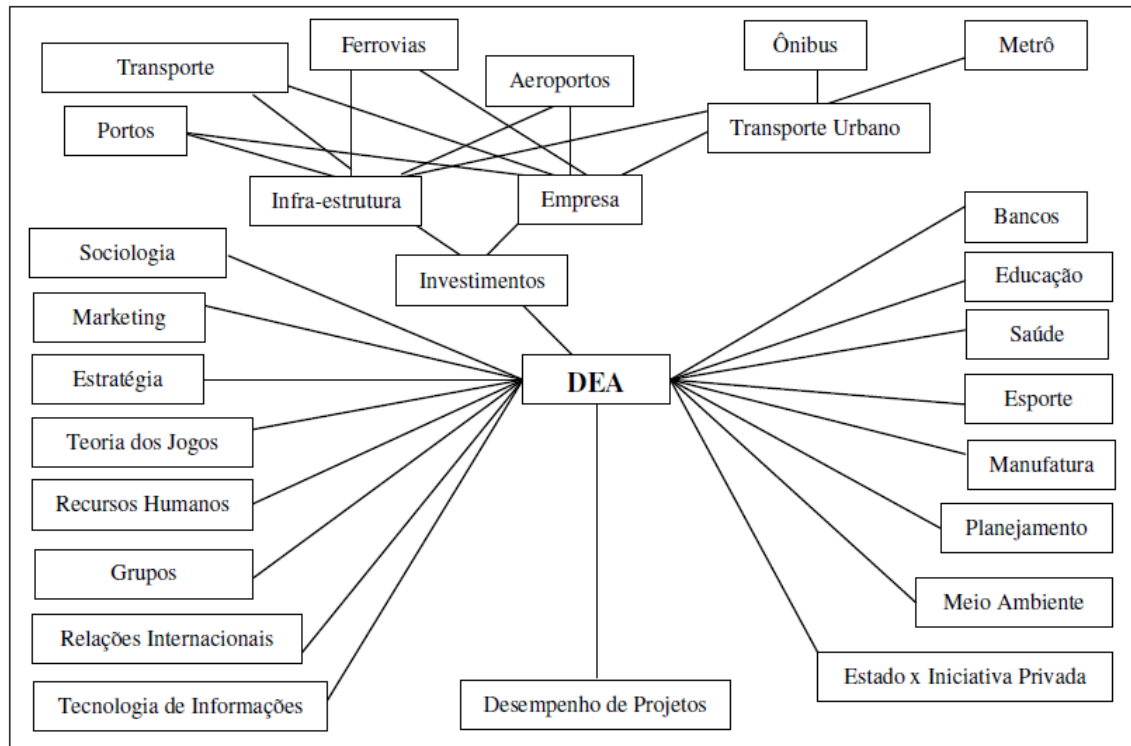 Ferrovias
Ônibus
Metrô
Transporte
Aeroportos
Portos
Transporte Urbano
Infra-estrutura
Empresa
Bancos
Sociologia
Investimentos
Educação
Marketing
Saúde
Estratégia
DEA
Esporte
Teoria dos Jogos
Manufatura
Recursos Humanos
Planejamento
Grupos
Meio Ambiente
Relações Internacionais
Estado x Iniciativa Privada
Tecnologia de Informações
Desempenho de Projetos